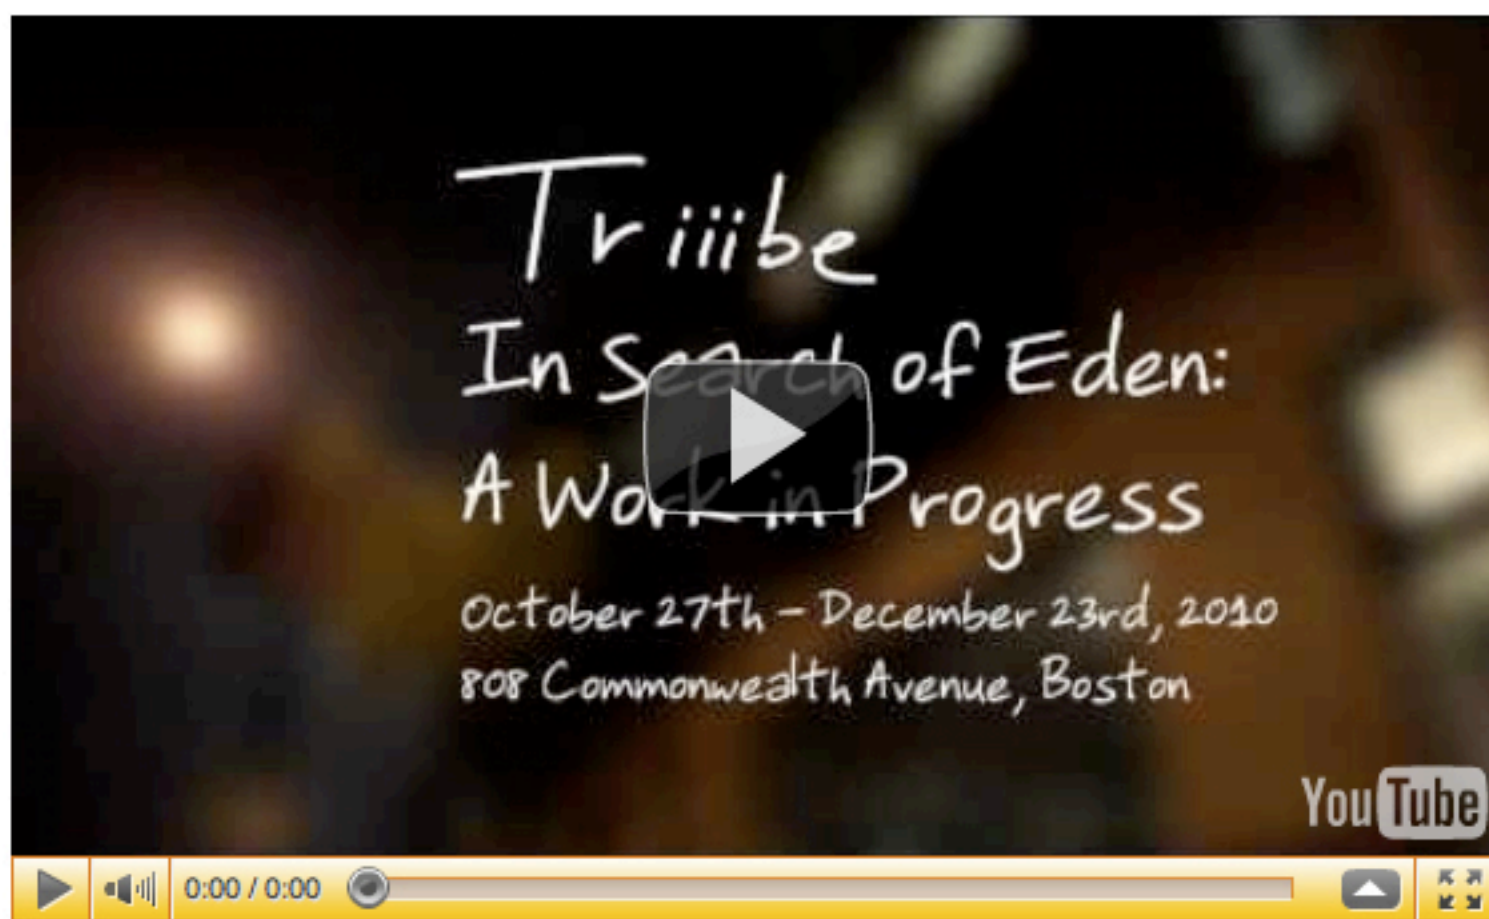 Triiibe
In Search of Eden:
A Work in Progress
October 27th – December 23rd, 2010
808 Commonwealth Avenue, Boston
YouTube
0:00 / 0:00